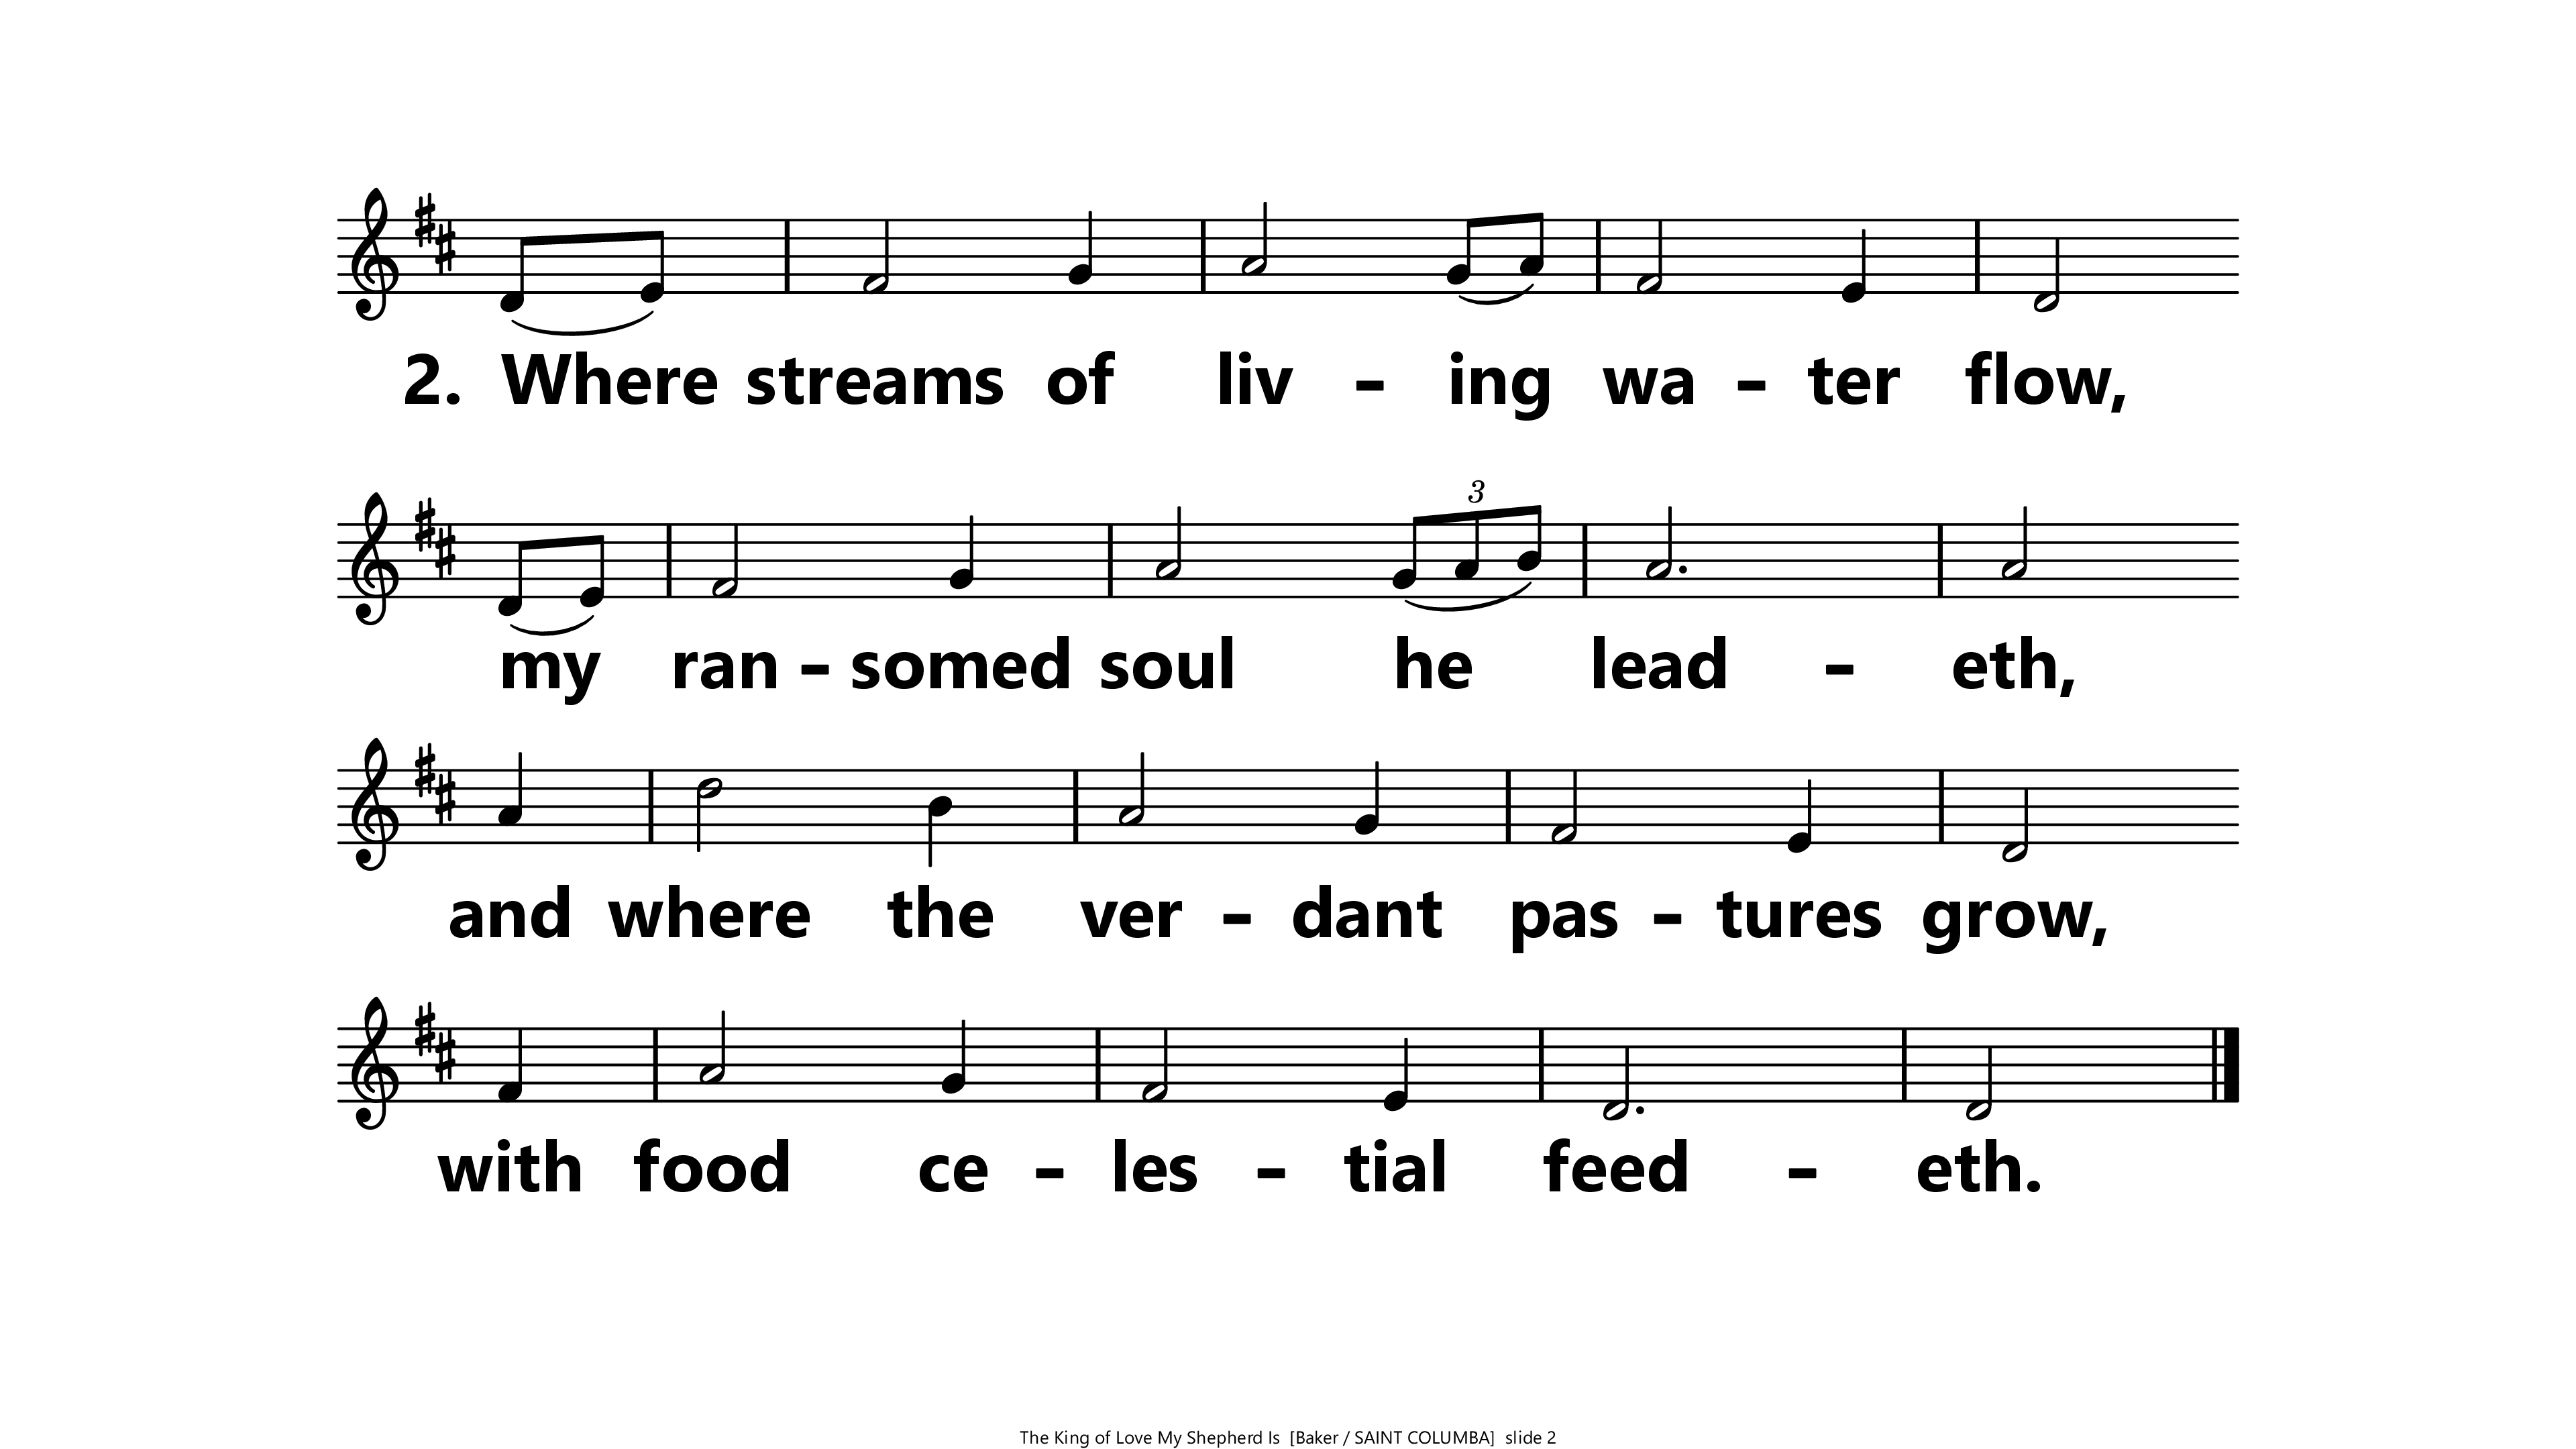 2. Where streams of liv - ing wa - ter flow,
3
my ran - somed soul he lead - eth,
and where the ver - dant pas - tures grow,
with food ce - les - tial feed - eth.
The King of Love My Shepherd Is [Baker / SAINT COLUMBA] slide 2